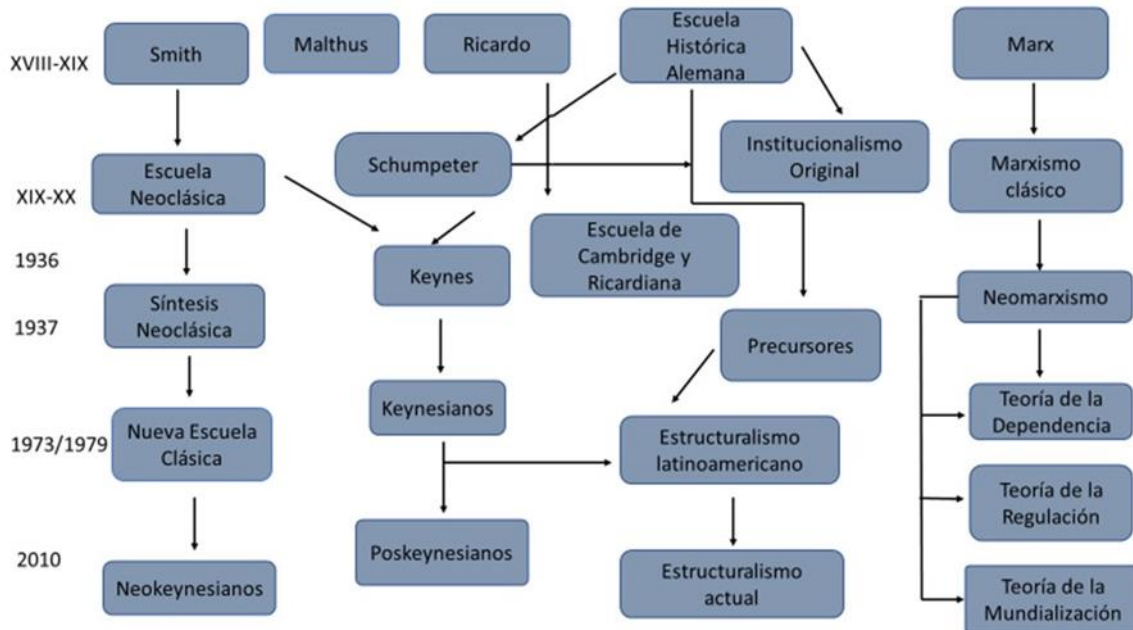 XVIII-XIX
Smith
Malthus
Ricardo
Escuela
Histórica
Alemana
Marx
Schumpeter
Institucionalismo
Original
XIX-XX
Escuela
Neoclásica
Marxismo
clásico
1936
Keynes
Escuela de
Cambridge y
Ricardiana
1937
Síntesis
Neoclásica
Precursores
Neomarxismo
Keynesianos
1973/1979
Nueva Escuela
Clásica
Estructuralismo
latinoamericano
Teoría de la
Dependencia
Teoría de la
Regulación
2010
Neokeynesianos
Poskeynesianos
Estructuralismo
actual
Teoría de la
Mundialización